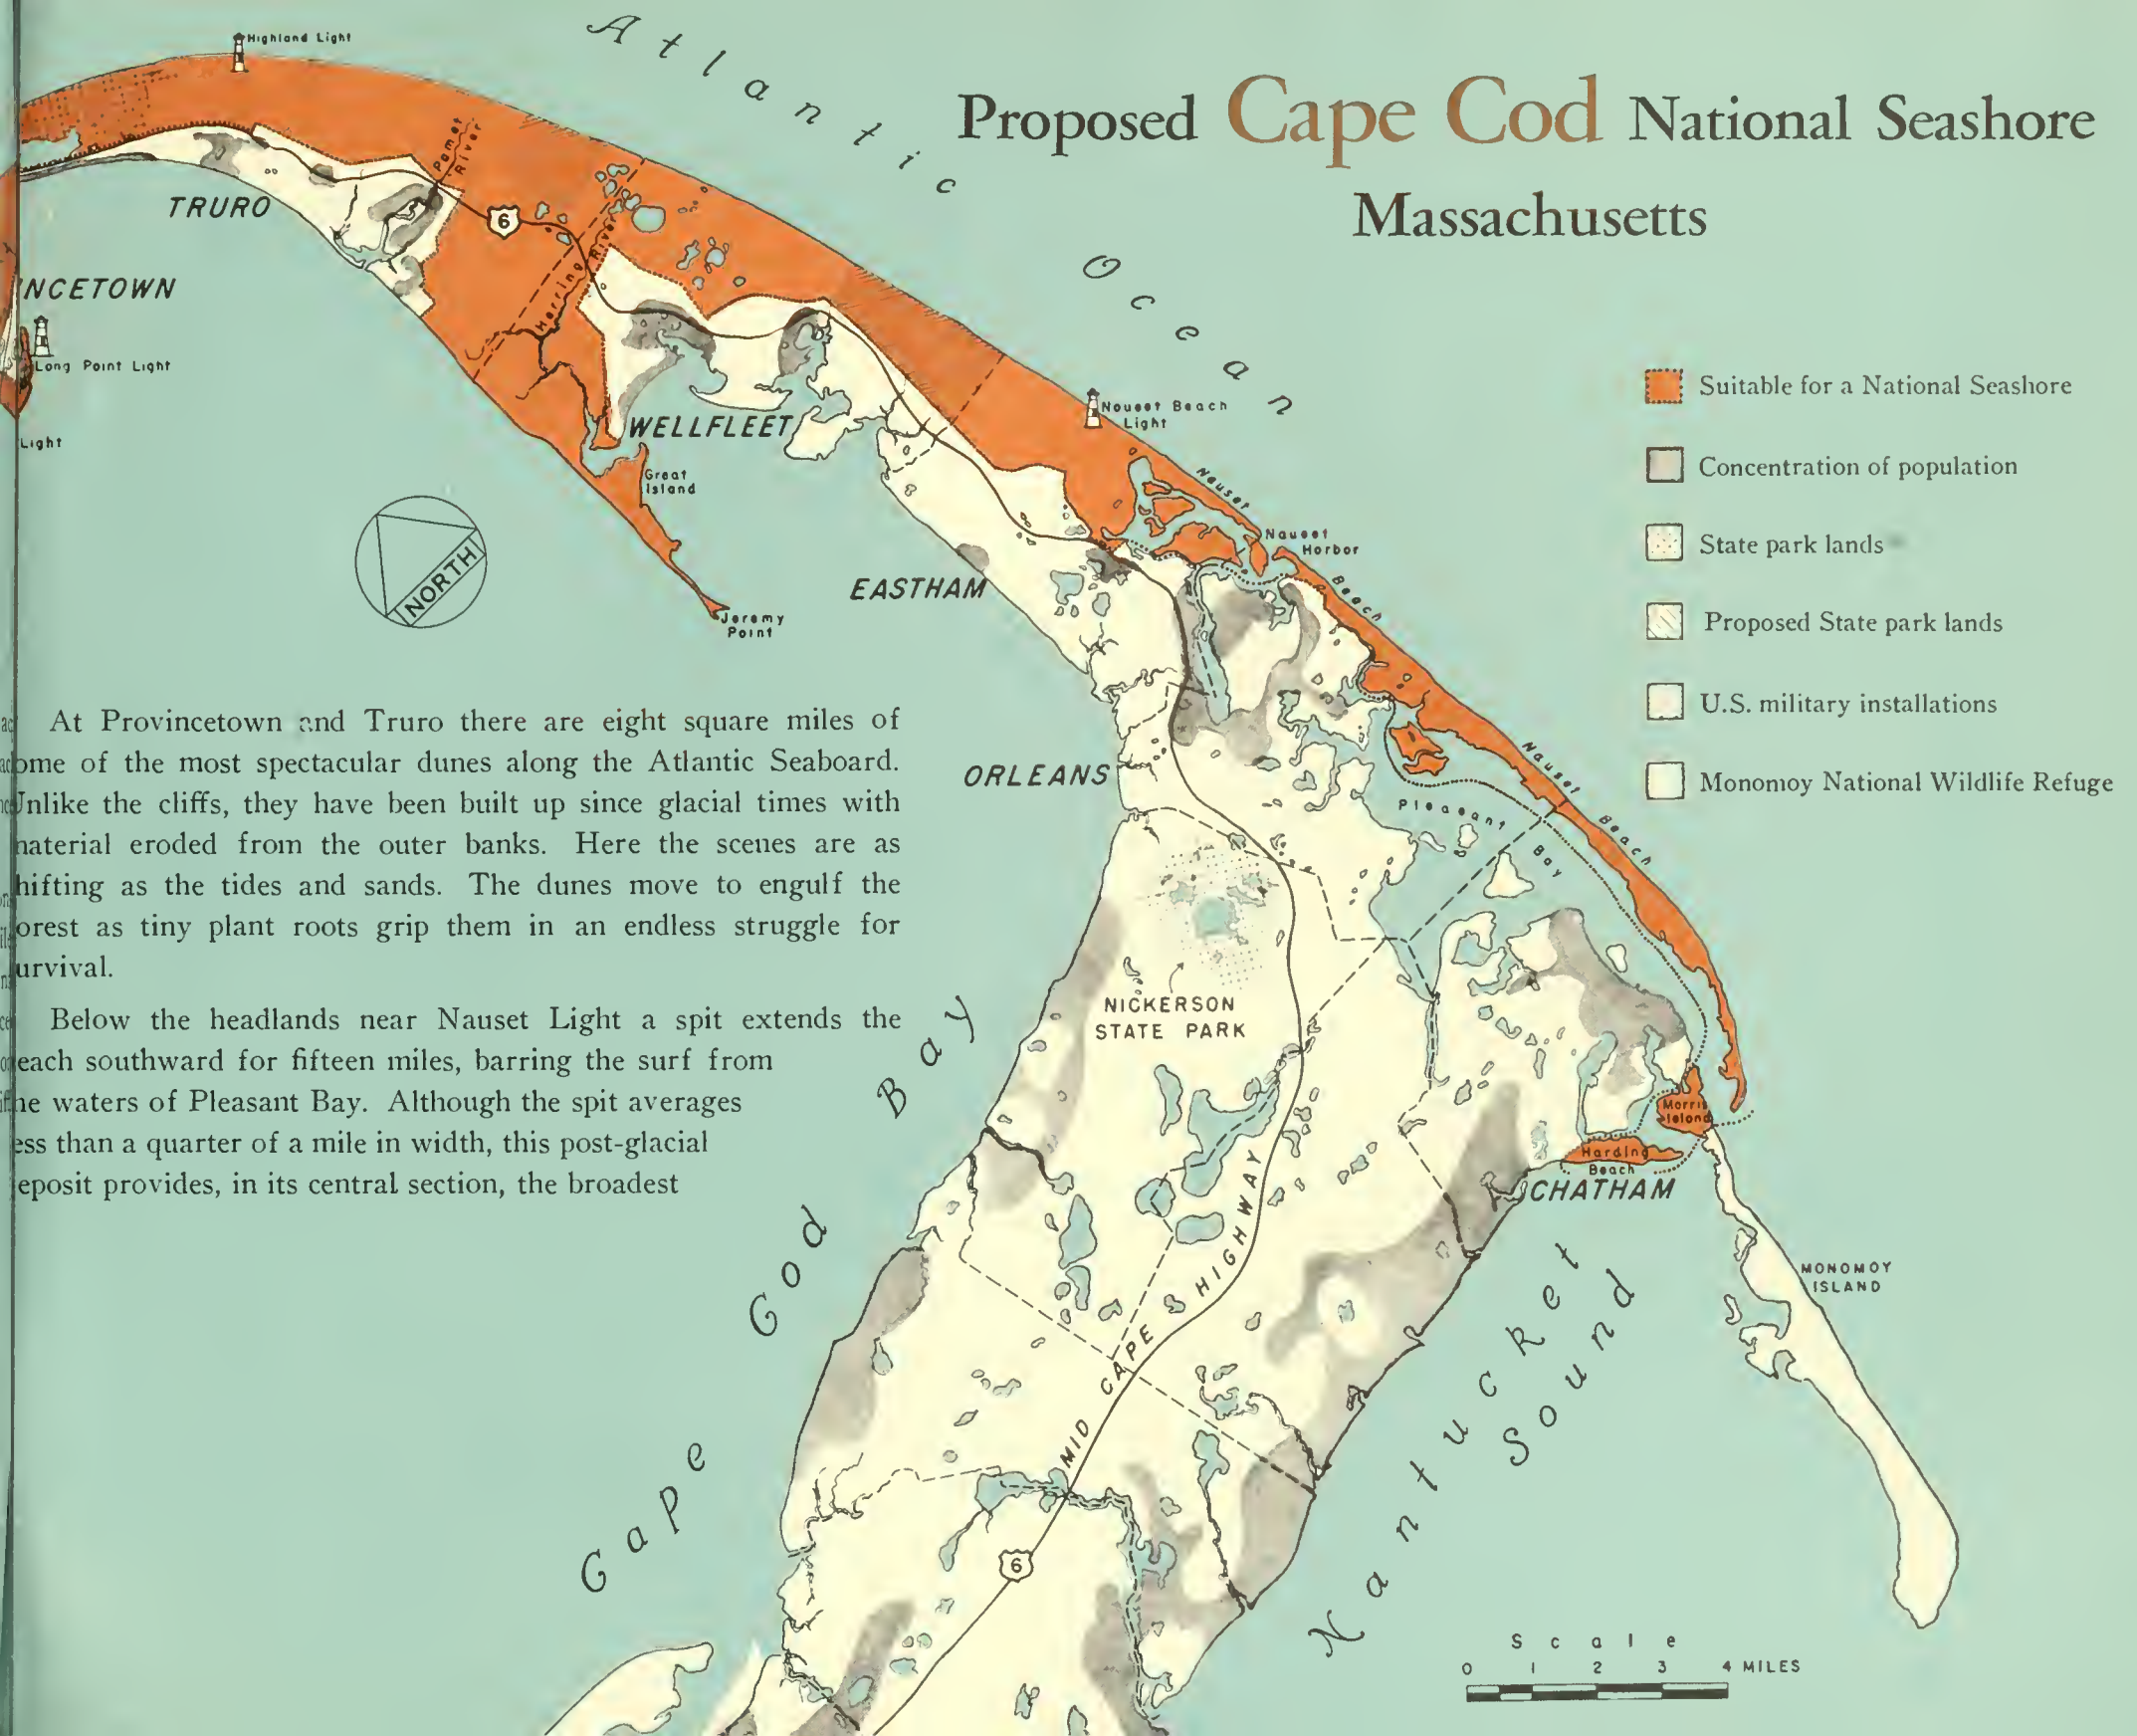 Proposed Cape Cod National Seashore
Massachusetts
Atlantic
Ocean
Highland Light
Pamet
River
TRURO
6
Herring River
NCETOWN
Long Point Light
Light
WELLFLEET
Great
Island
Jeremy
Point
NORTH
Nauset Beach
Light
Nauset
Nauset
Harbor
Beach
EASTHAM
Suitable for a National Seashore
Concentration of population
State park lands
Proposed State park lands
U.S. military installations
Monomoy National Wildlife Refuge
At Provincetown and Truro there are eight square miles of
ome of the most spectacular dunes along the Atlantic Seaboard.
Unlike the cliffs, they have been built up since glacial times with
naterial eroded from the outer banks. Here the scenes are as
hifting as the tides and sands. The dunes move to engulf the
orest as tiny plant roots grip them in an endless struggle for
urvival.
Below the headlands near Nauset Light a spit extends the
each southward for fifteen miles, barring the surf from
he waters of Pleasant Bay. Although the spit averages
ess than a quarter of a mile in width, this post-glacial
eposit provides, in its central section, the broadest
ORLEANS
Nauset
Beach
Pleasant
Bay
NICKERSON
STATE PARK
Morris
Island
Harding
Beach
CHATHAM
MONOMOY
ISLAND
Cape Cod Bay
MID CAPE HIGHWAY
6
Nantucket
Sound
Scale
0 1 2 3 4 MILES